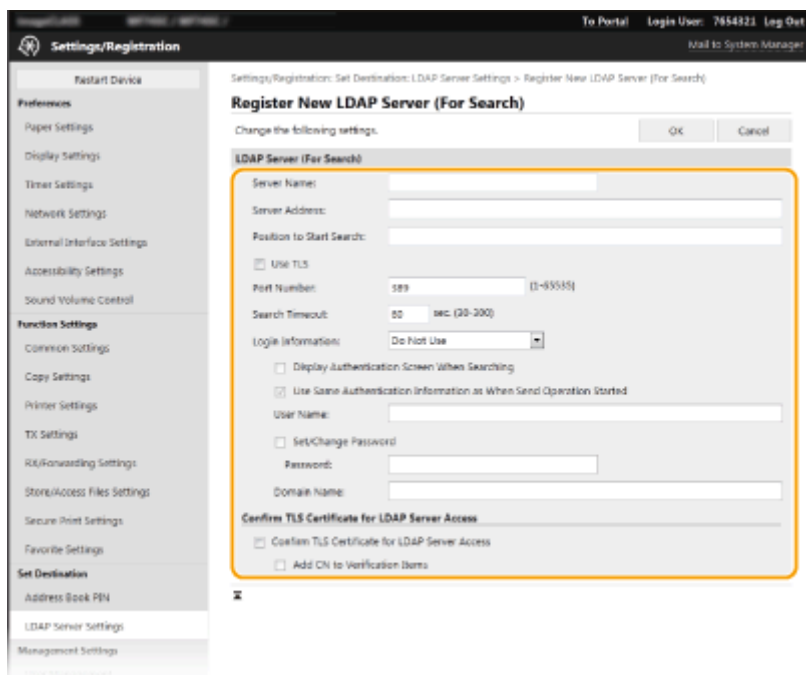 To Portal Login User: 7654321 Log Out
Settings/Registration
Mail to System Manager
Restart Device
Preferences
Paper Settings
Display Settings
Timer Settings
Network Settings
External Interface Settings
Accessibility Settings
Sound Volume Control
Function Settings
Common Settings
Copy Settings
Printer Settings
TX Settings
RX/Forwarding Settings
Store/Access Files Settings
Secure Print Settings
Favorite Settings
Set Destination
Address Book PIN
LDAP Server Settings
Management Settings
Settings/Registration: Set Destination: LDAP Server Settings > Register New LDAP Server (For Search)
Register New LDAP Server (For Search)
Change the following settings.
OK
Cancel
LDAP Server (For Search)
Server Name:
Server Address:
Position to Start Search:
Use TLS
Port Number: 389 (1-65535)
Search Timeout: 60 sec. (30-300)
Login Information: Do Not Use
Display Authentication Screen When Searching
Use Same Authentication Information as When Send Operation Started
User Name:
Set/Change Password
Password:
Domain Name:
Confirm TLS Certificate for LDAP Server Access
Confirm TLS Certificate for LDAP Server Access
Add CN to Verification Items